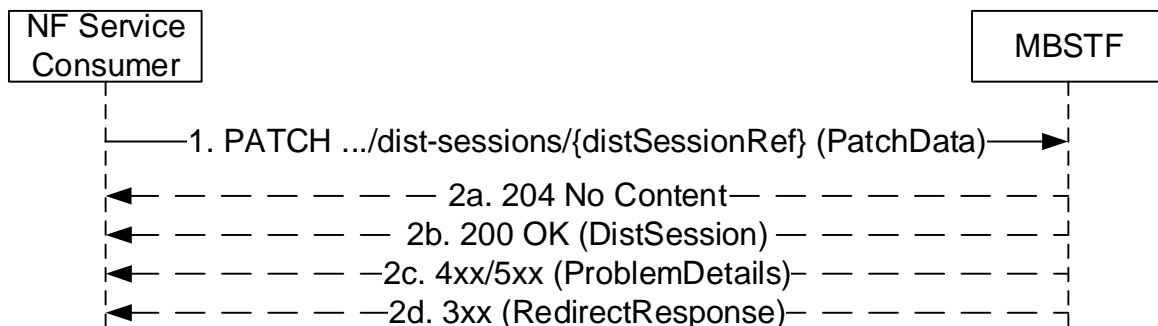 NF Service
Consumer
MBSTF
1. PATCH .../dist-sessions/{distSessionRef} (PatchData)
2a. 204 No Content
2b. 200 OK (DistSession)
2c. 4xx/5xx (ProblemDetails)
2d. 3xx (RedirectResponse)